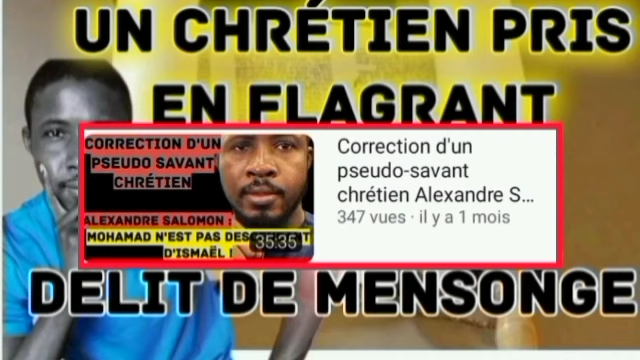 UN CHRÉTIEN PRIS
EN FLAGRANT
CORRECTION D'UN
PSEUDO SAVANT
CHRÉTIEN
ALEXANDRE SALOMON :
MOHAMAD N'EST PAS DES
D'ISMAËL !
35:35
Correction d'un
pseudo-savant
chrétien Alexandre S...
347 vues · il y a 1 mois
DELIT DE MENSONGE